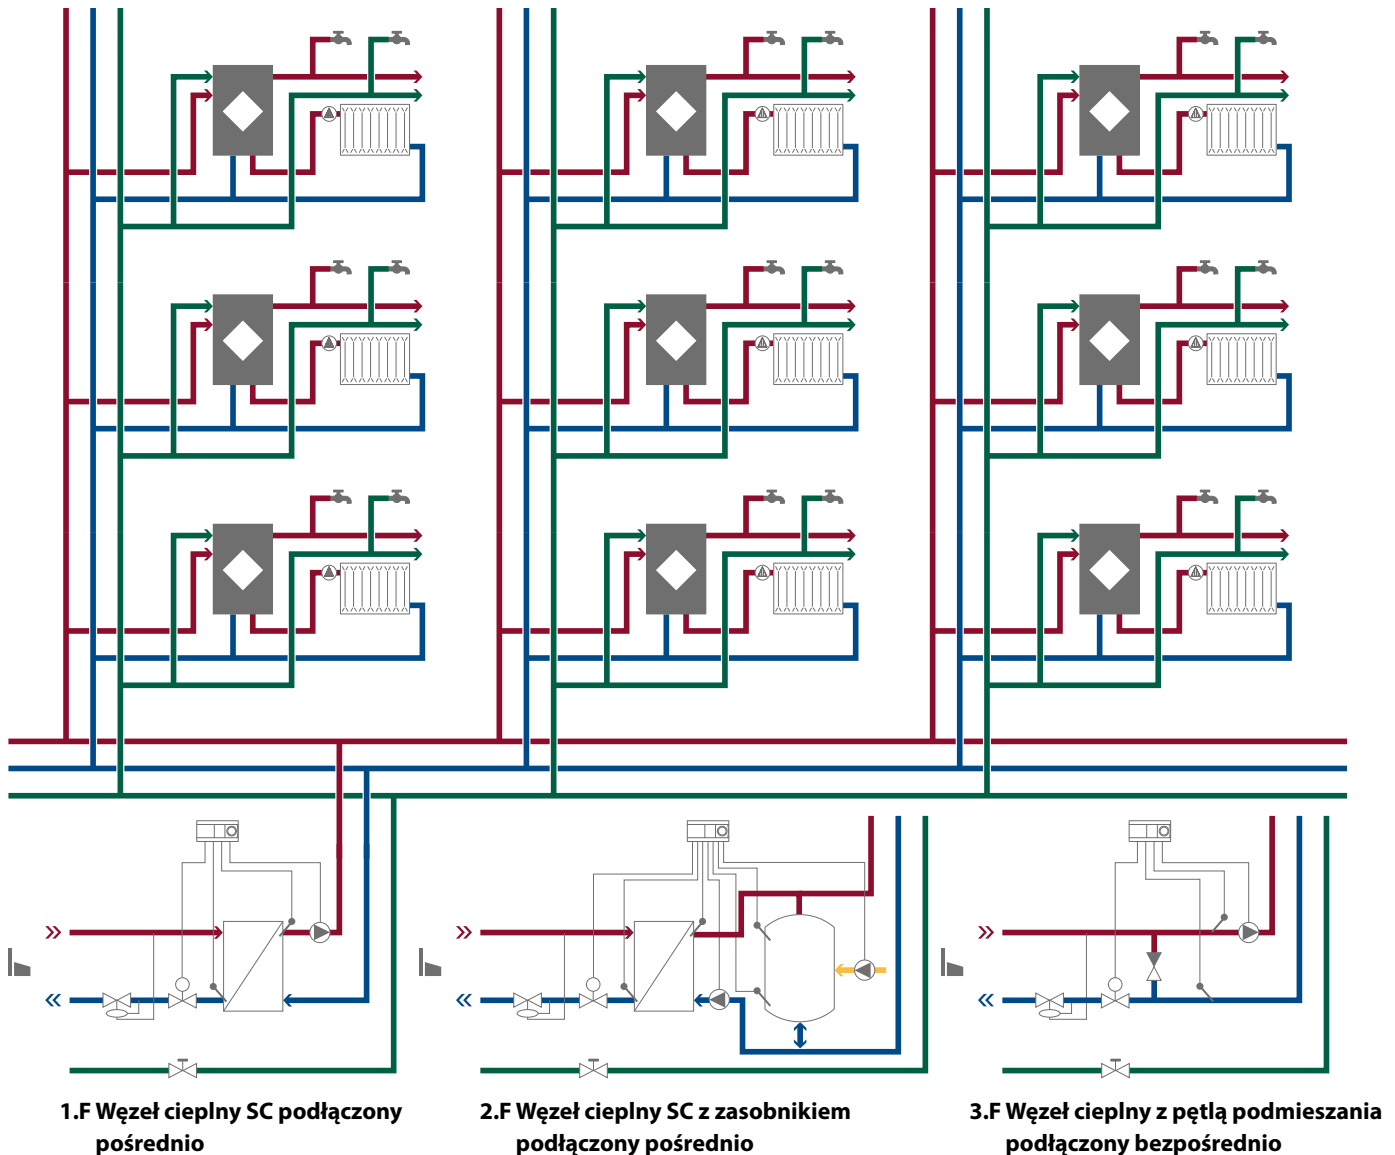 1.F Węzeł cieplny SC podłączony
pośrednio
2.F Węzeł cieplny SC z zasobnikiem
podłączony pośrednio
3.F Węzeł cieplny z pętlą podmieszania
podłączony bezpośrednio